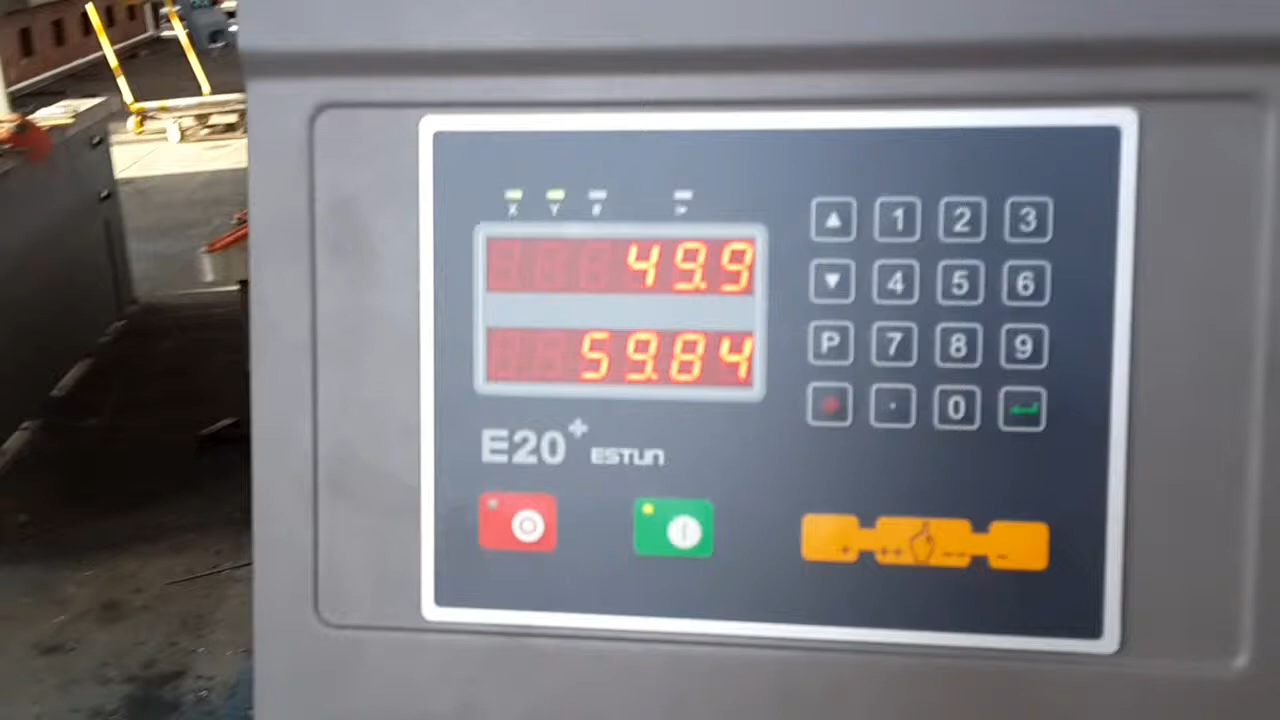 X Y # >
49.9
59.84
E20+ ESTUN
▲ 1 2 3
▼ 4 5 6
P 7 8 9
· 0
+ ++ -- -